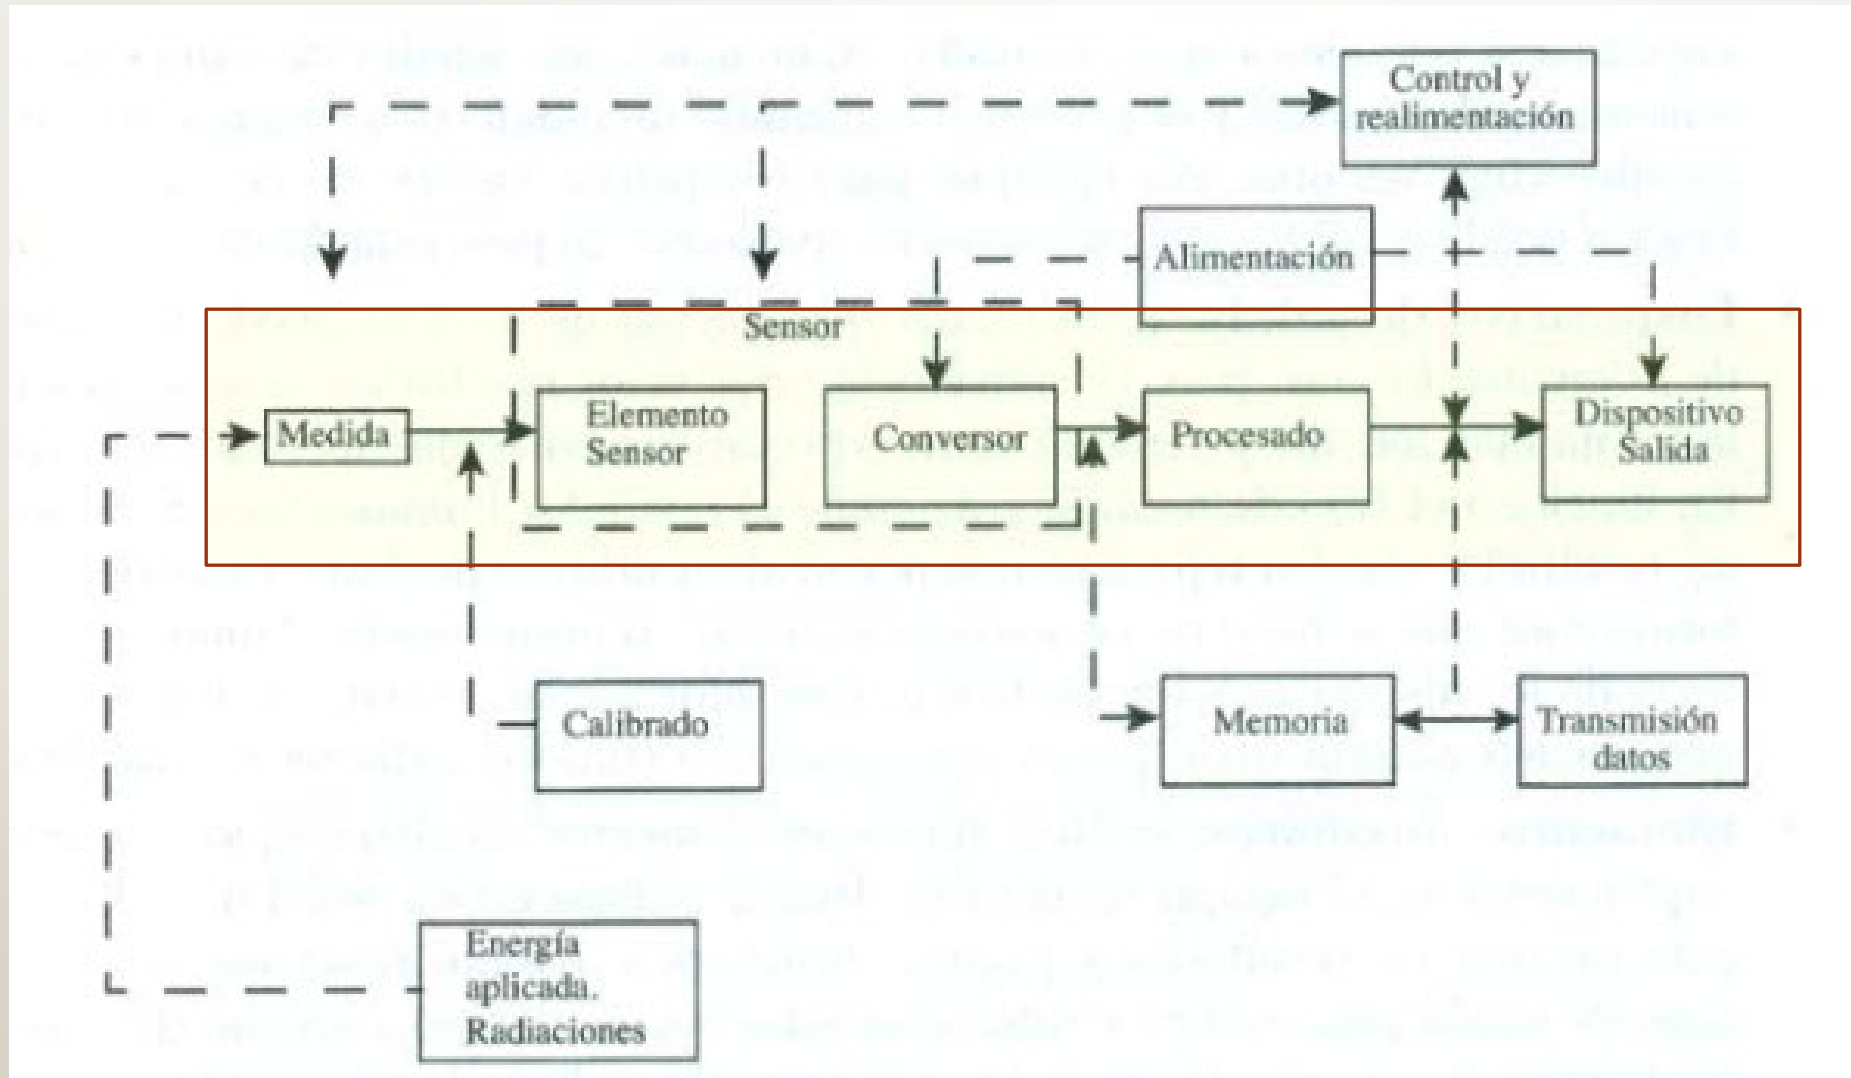 Control y
realimentación
Alimentación
Sensor
Medida
Elemento
Sensor
Conversor
Procesado
Dispositivo
Salida
Calibrado
Memoria
Transmisión
datos
Energía
aplicada.
Radiaciones